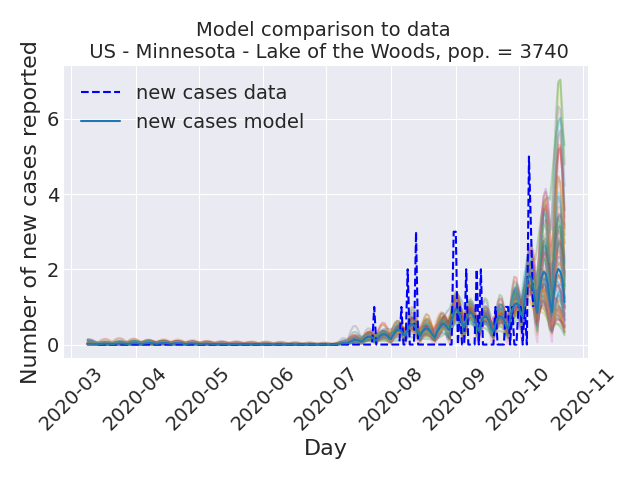 Model comparison to data
US - Minnesota - Lake of the Woods, pop. = 3740
Number of new cases reported
new cases data
new cases model
6
4
2
0
2020-03
2020-04
2020-05
2020-06
2020-07
2020-08
2020-09
2020-10
2020-11
Day